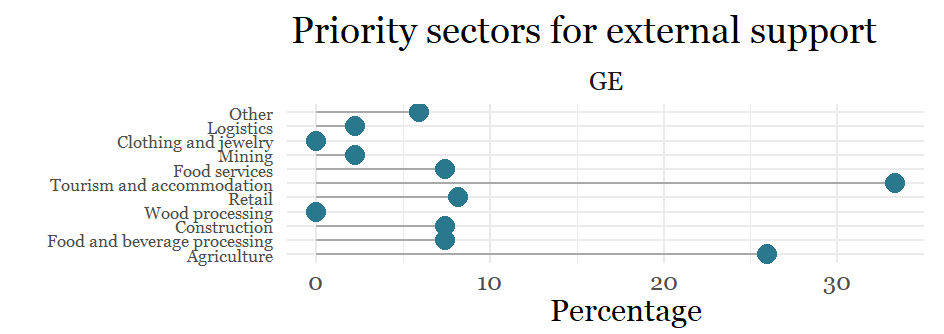 Priority sectors for external support
GE
Other
Logistics
Clothing and jewelry
Mining
Food services
Tourism and accommodation
Retail
Wood processing
Construction
Food and beverage processing
Agriculture
0 10 20 30
Percentage